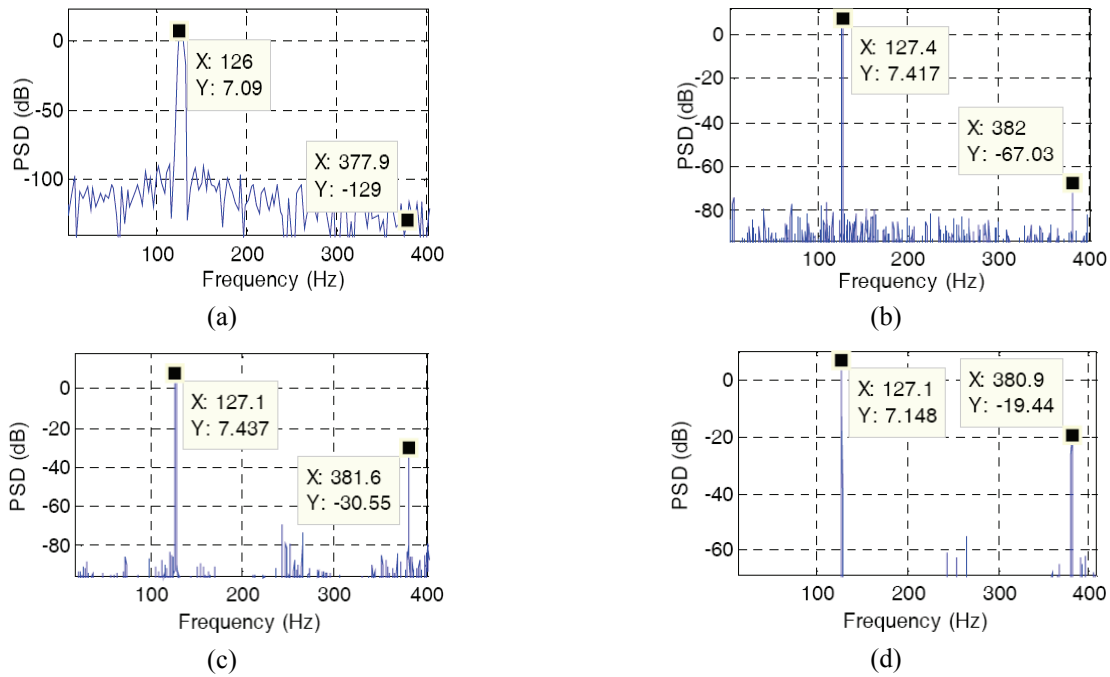 PSD (dB)
0
-50
-100
X: 126
Y: 7.09
X: 377.9
Y: -129
100 200 300 400
Frequency (Hz)
(a)
PSD (dB)
0
-20
-40
-60
-80
X: 127.4
Y: 7.417
X: 382
Y: -67.03
100 200 300 400
Frequency (Hz)
(b)
PSD (dB)
0
-20
-40
-60
-80
X: 127.1
Y: 7.437
X: 381.6
Y: -30.55
100 200 300 400
Frequency (Hz)
(c)
PSD (dB)
0
-20
-40
-60
X: 127.1
Y: 7.148
X: 380.9
Y: -19.44
100 200 300 400
Frequency (Hz)
(d)